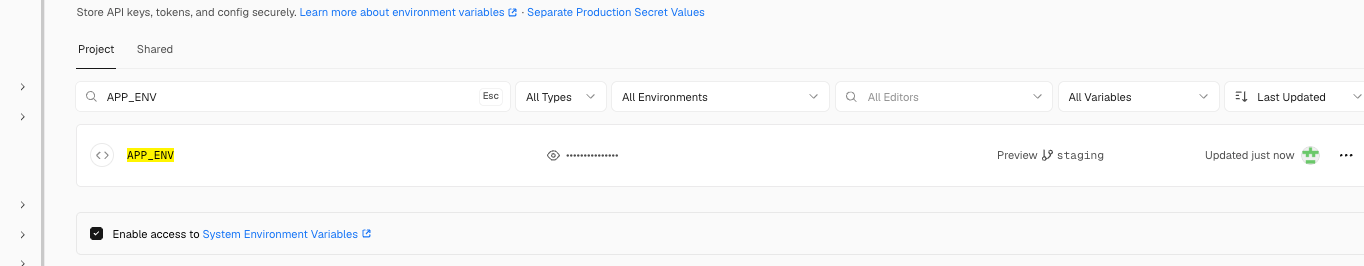 Store API keys, tokens, and config securely. Learn more about environment variables · Separate Production Secret Values
Project Shared
APP_ENV Esc All Types All Environments All Editors All Variables Last Updated
APP_ENV ••••••••••••••• Preview staging Updated just now
Enable access to System Environment Variables